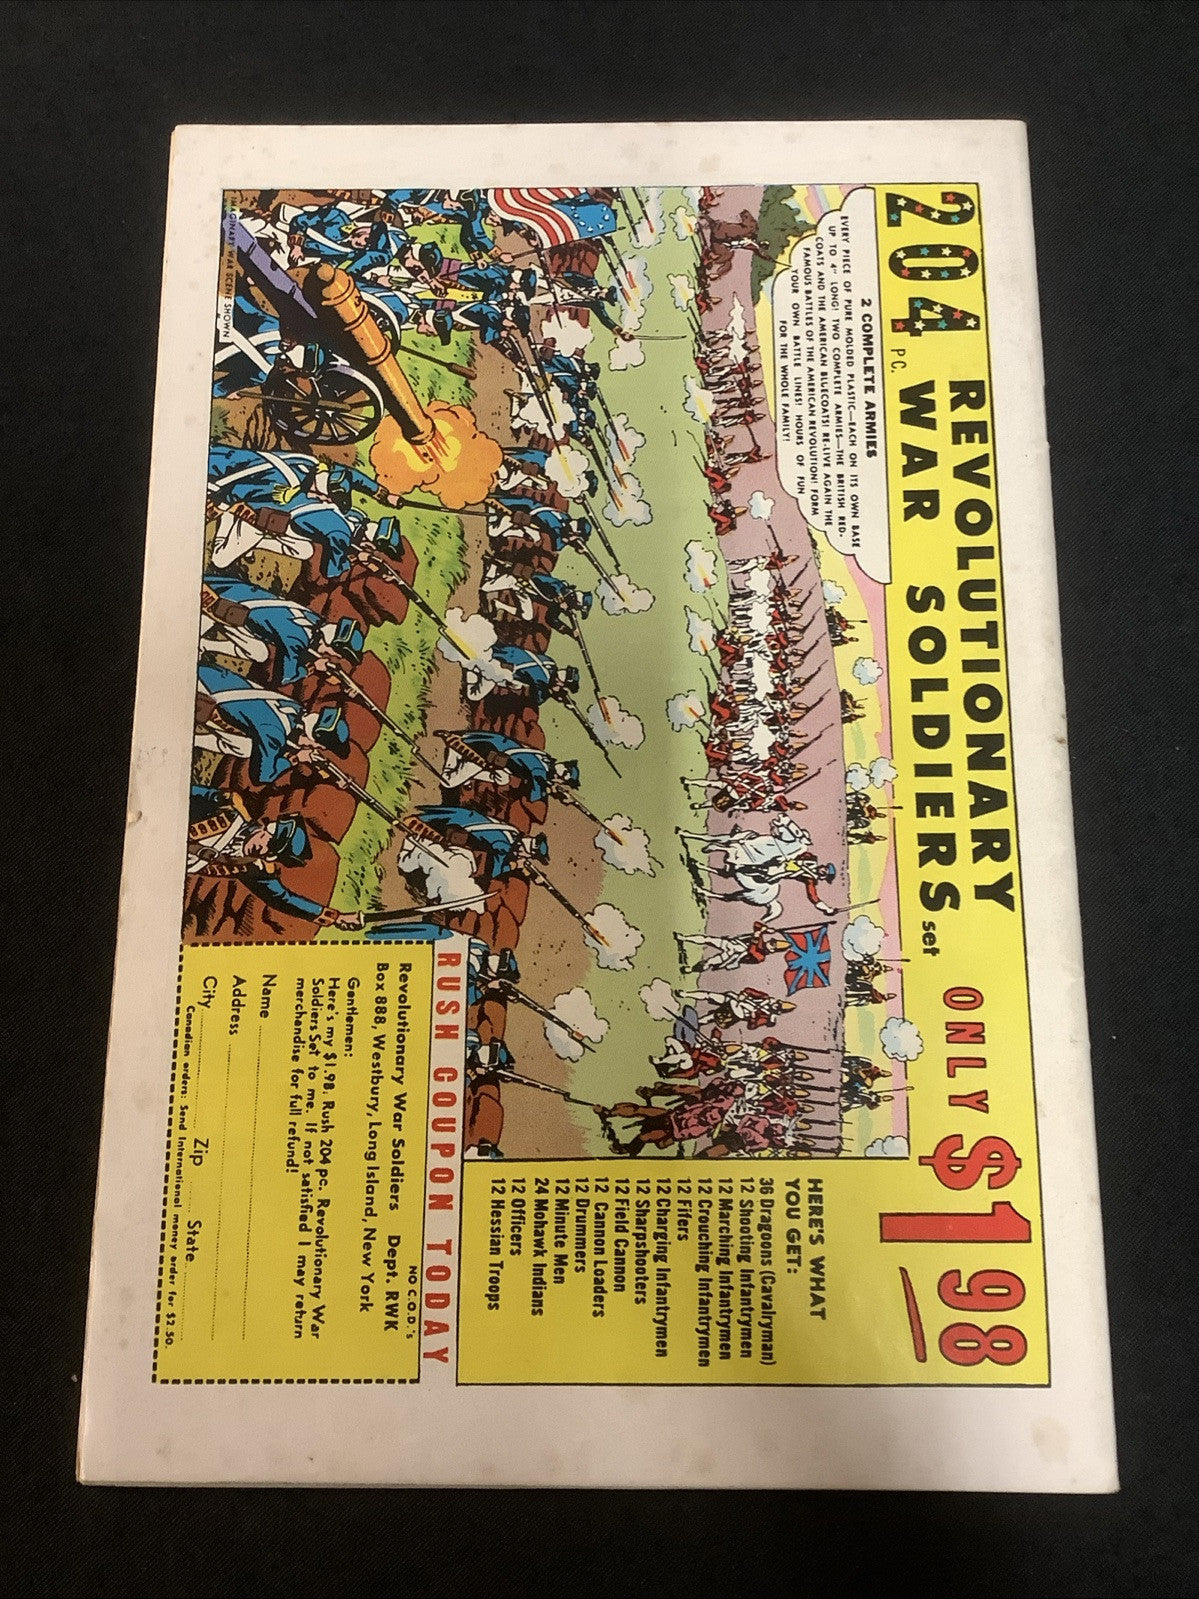 204 PC. REVOLUTIONARY
WAR SOLDIERS set
ONLY $1 98
2 COMPLETE ARMIES
EVERY PIECE OF PURE MOLDED PLASTIC—EACH ON ITS OWN BASE
UP TO 4" LONG! TWO COMPLETE ARMIES—THE BRITISH RED-
COATS AND THE AMERICAN BLUECOATS! RE-LIVE AGAIN THE
FAMOUS BATTLES OF THE AMERICAN REVOLUTION! FORM
YOUR OWN BATTLE LINES! HOURS OF FUN
FOR THE WHOLE FAMILY!
IMAGINARY WAR SCENE SHOWN
HERE'S WHAT
YOU GET:
36 Dragoons (Cavalryman)
12 Shooting Infantrymen
12 Marching Infantrymen
12 Crouching Infantrymen
12 Fifers
12 Charging Infantrymen
12 Sharpshooters
12 Field Cannon
12 Cannon Loaders
12 Drummers
12 Minute Men
24 Mohawk Indians
12 Officers
12 Hessian Troops
RUSH COUPON TODAY
NO C.O.D.'s
Revolutionary War Soldiers Dept. RWK
Box 888, Westbury, Long Island, New York
Gentlemen:
Here's my $1.98. Rush 204 pc. Revolutionary War
Soldiers Set to me. If not satisfied I may return
merchandise for full refund!
Name
Address
City Zip State
Canadian orders: Send International money order for $2.50.